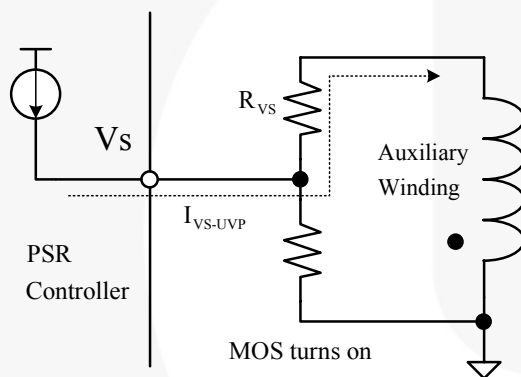 R_VS
Vs
Auxiliary
Winding
I_VS-UVP
PSR
Controller
MOS turns on